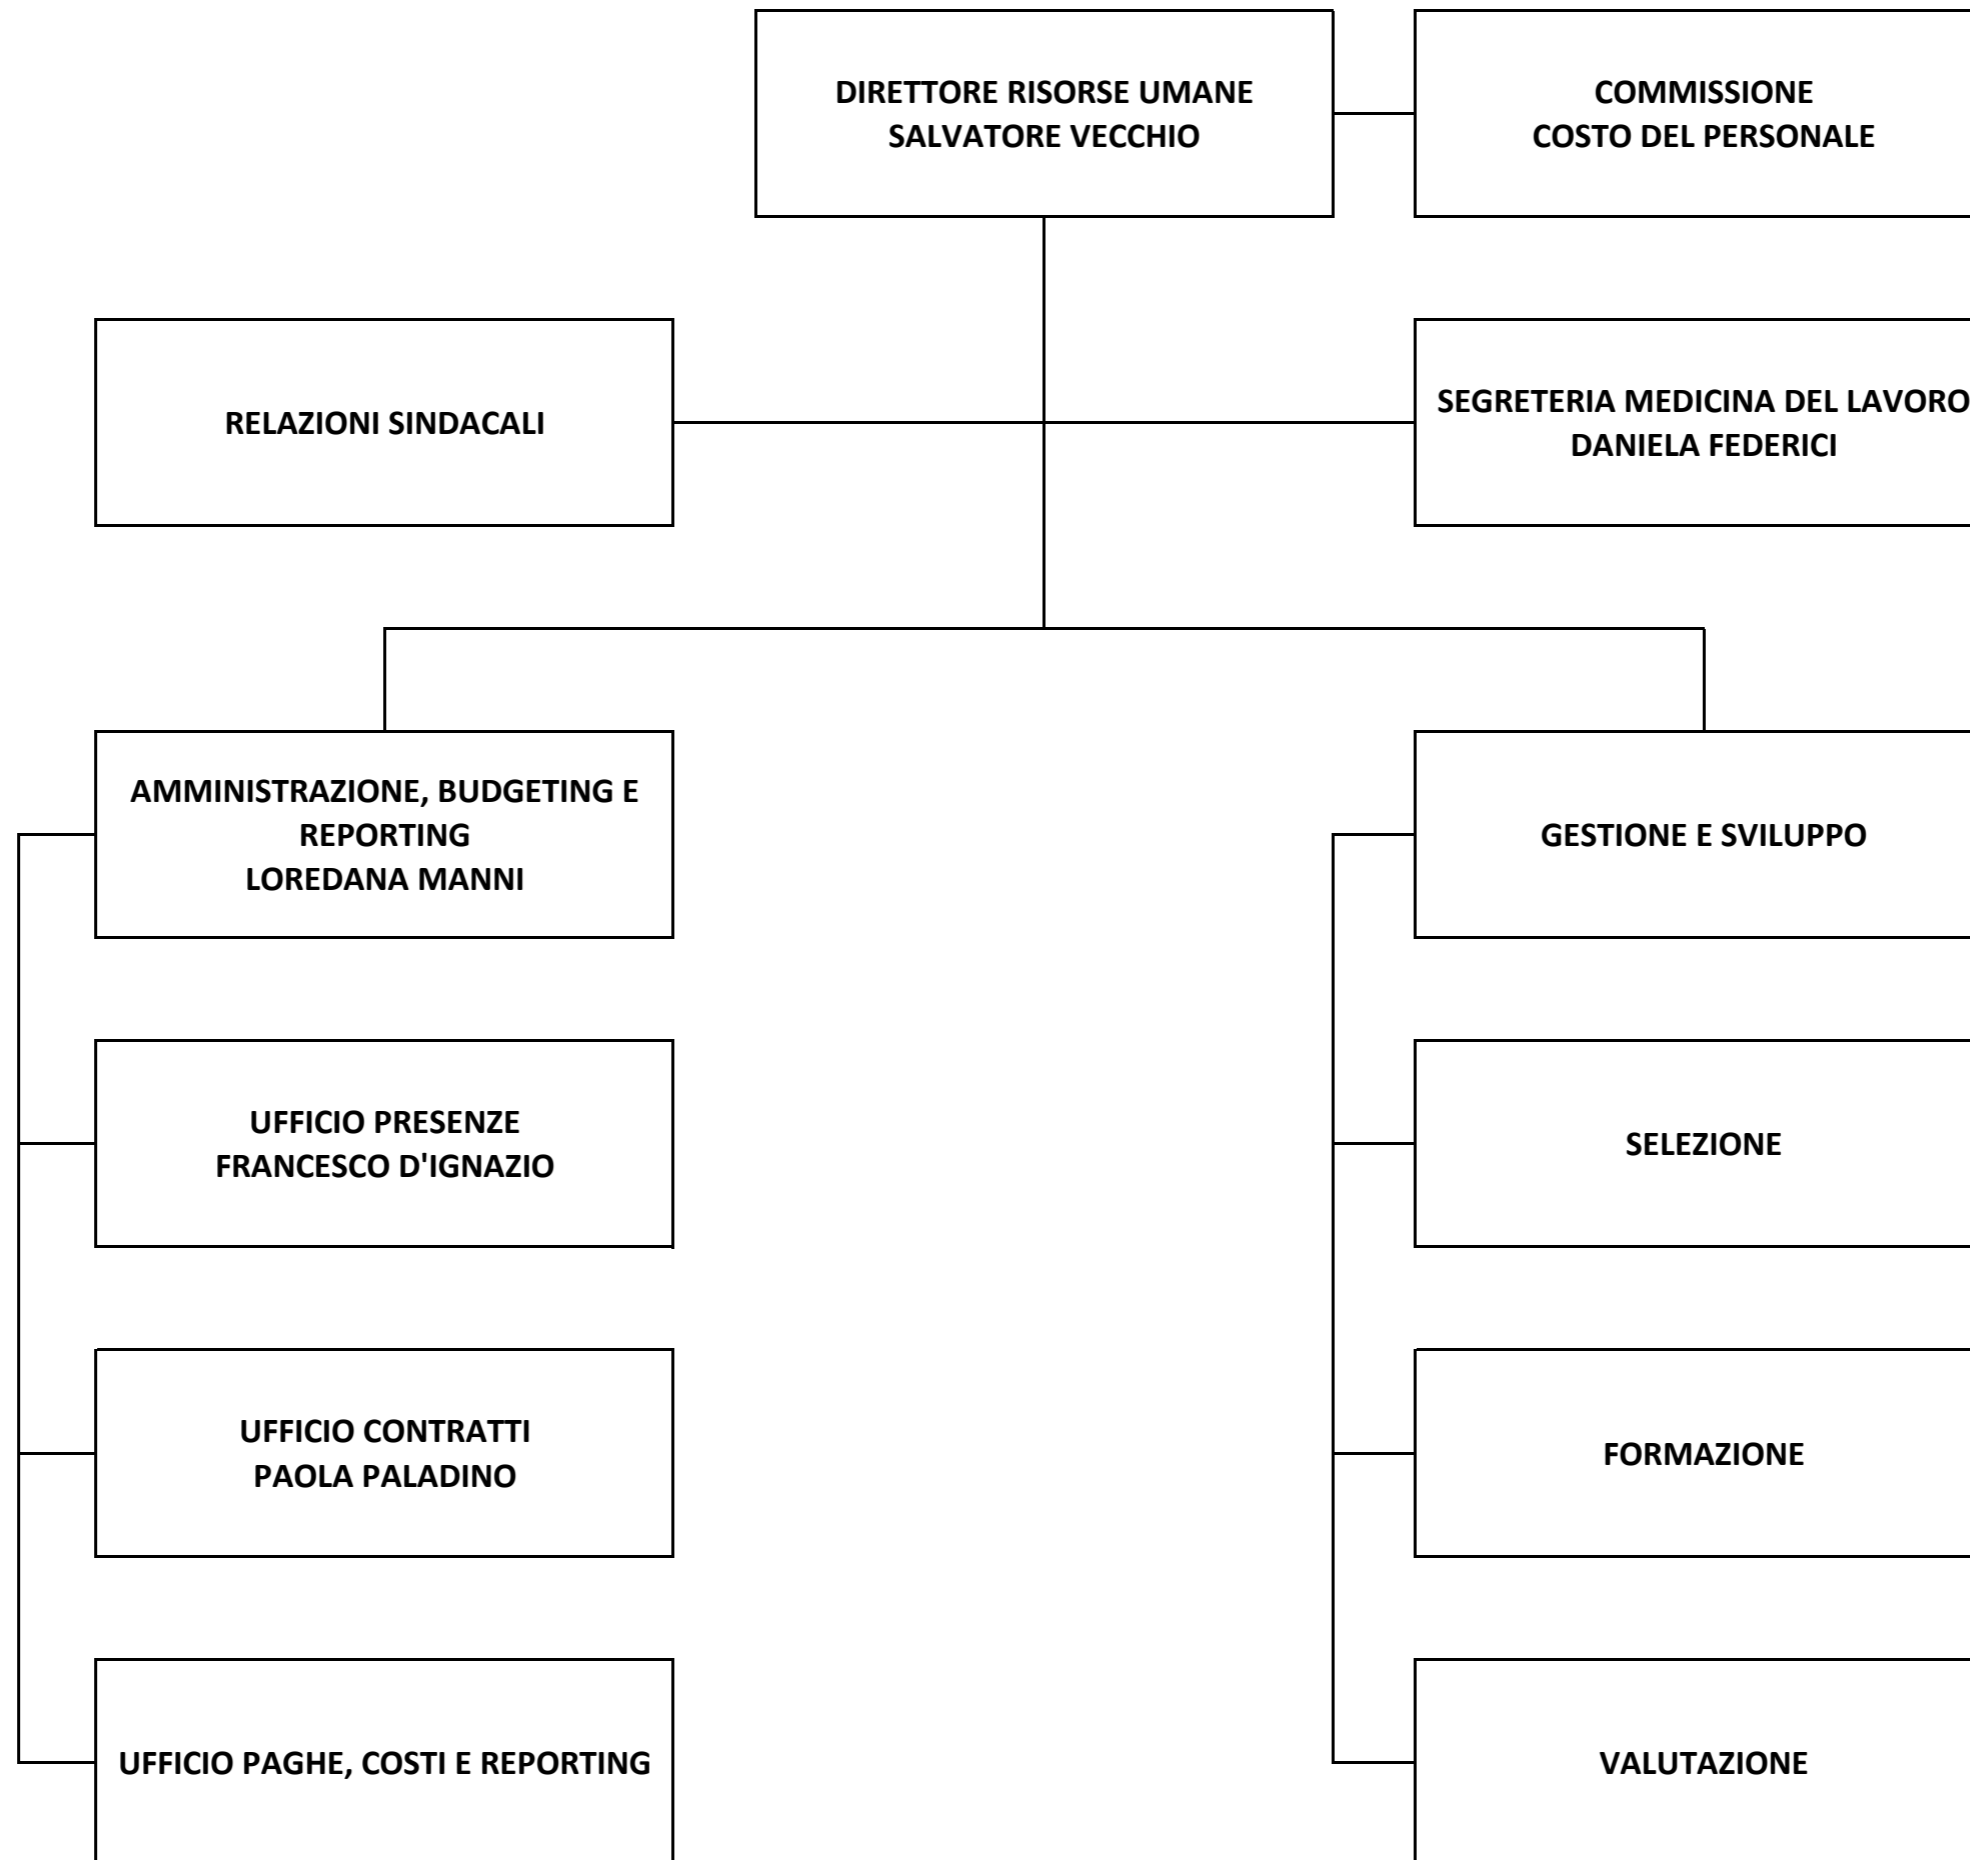 DIRETTORE RISORSE UMANE
SALVATORE VECCHIO
COMMISSIONE
COSTO DEL PERSONALE
RELAZIONI SINDACALI
SEGRETERIA MEDICINA DEL LAVORO
DANIELA FEDERICI
AMMINISTRAZIONE, BUDGETING E
REPORTING
LOREDANA MANNI
GESTIONE E SVILUPPO
UFFICIO PRESENZE
FRANCESCO D'IGNAZIO
SELEZIONE
UFFICIO CONTRATTI
PAOLA PALADINO
FORMAZIONE
UFFICIO PAGHE, COSTI E REPORTING
VALUTAZIONE